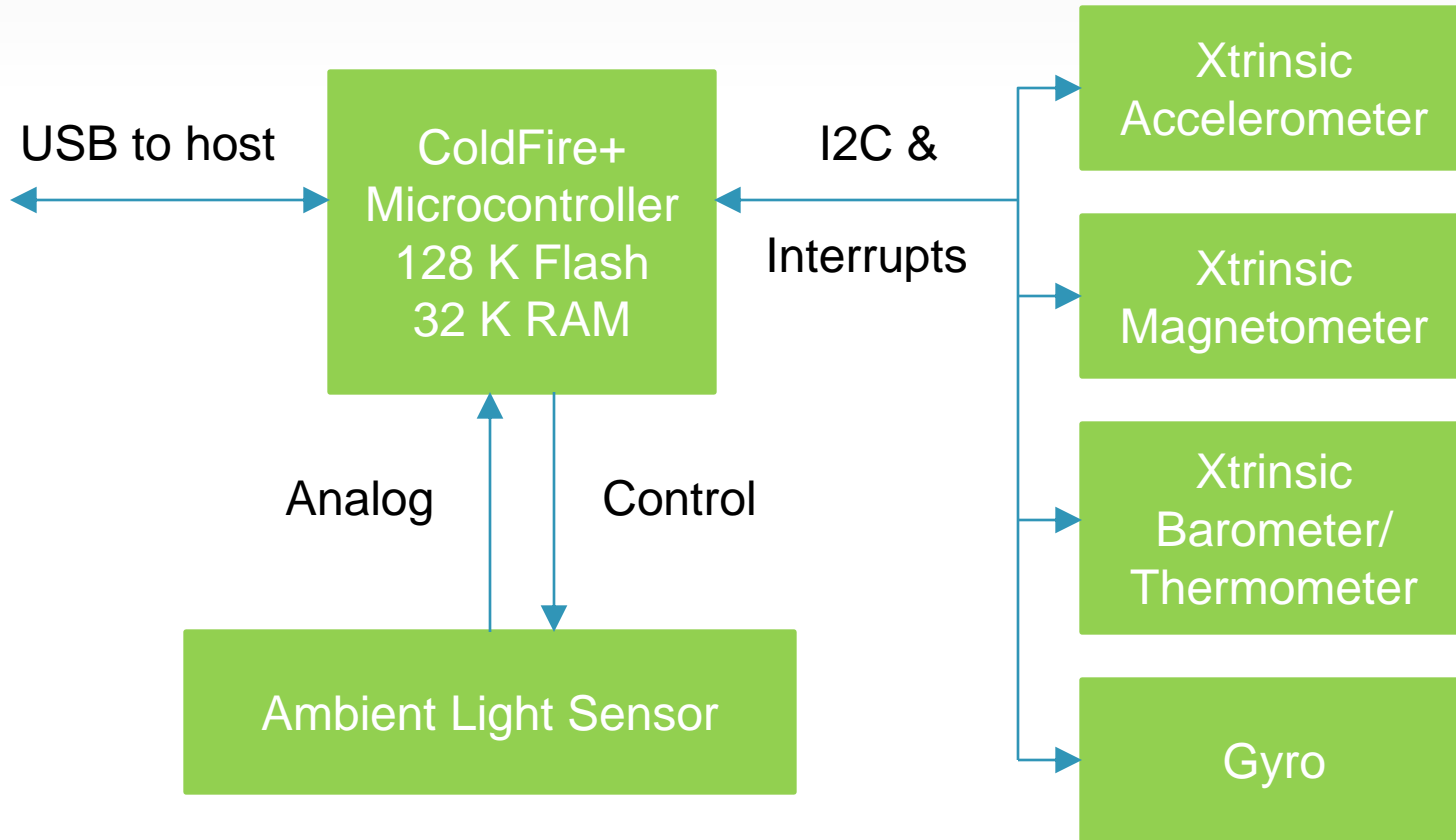 USB to host
ColdFire+
Microcontroller
128 K Flash
32 K RAM
I2C &
Interrupts
Xtrinsic
Accelerometer
Xtrinsic
Magnetometer
Xtrinsic
Barometer/
Thermometer
Gyro
Analog
Control
Ambient Light Sensor